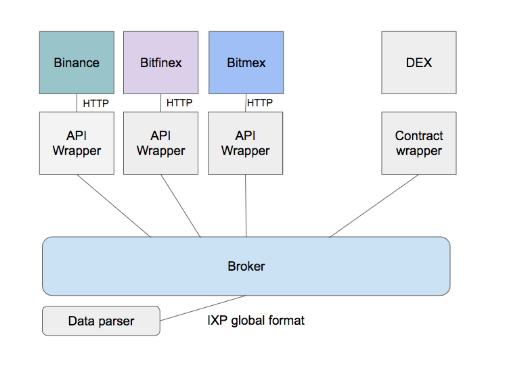 Binance
Bitfinex
Bitmex
DEX
HTTP
HTTP
HTTP
API
Wrapper
API
Wrapper
API
Wrapper
Contract
wrapper
Broker
Data parser
IXP global format